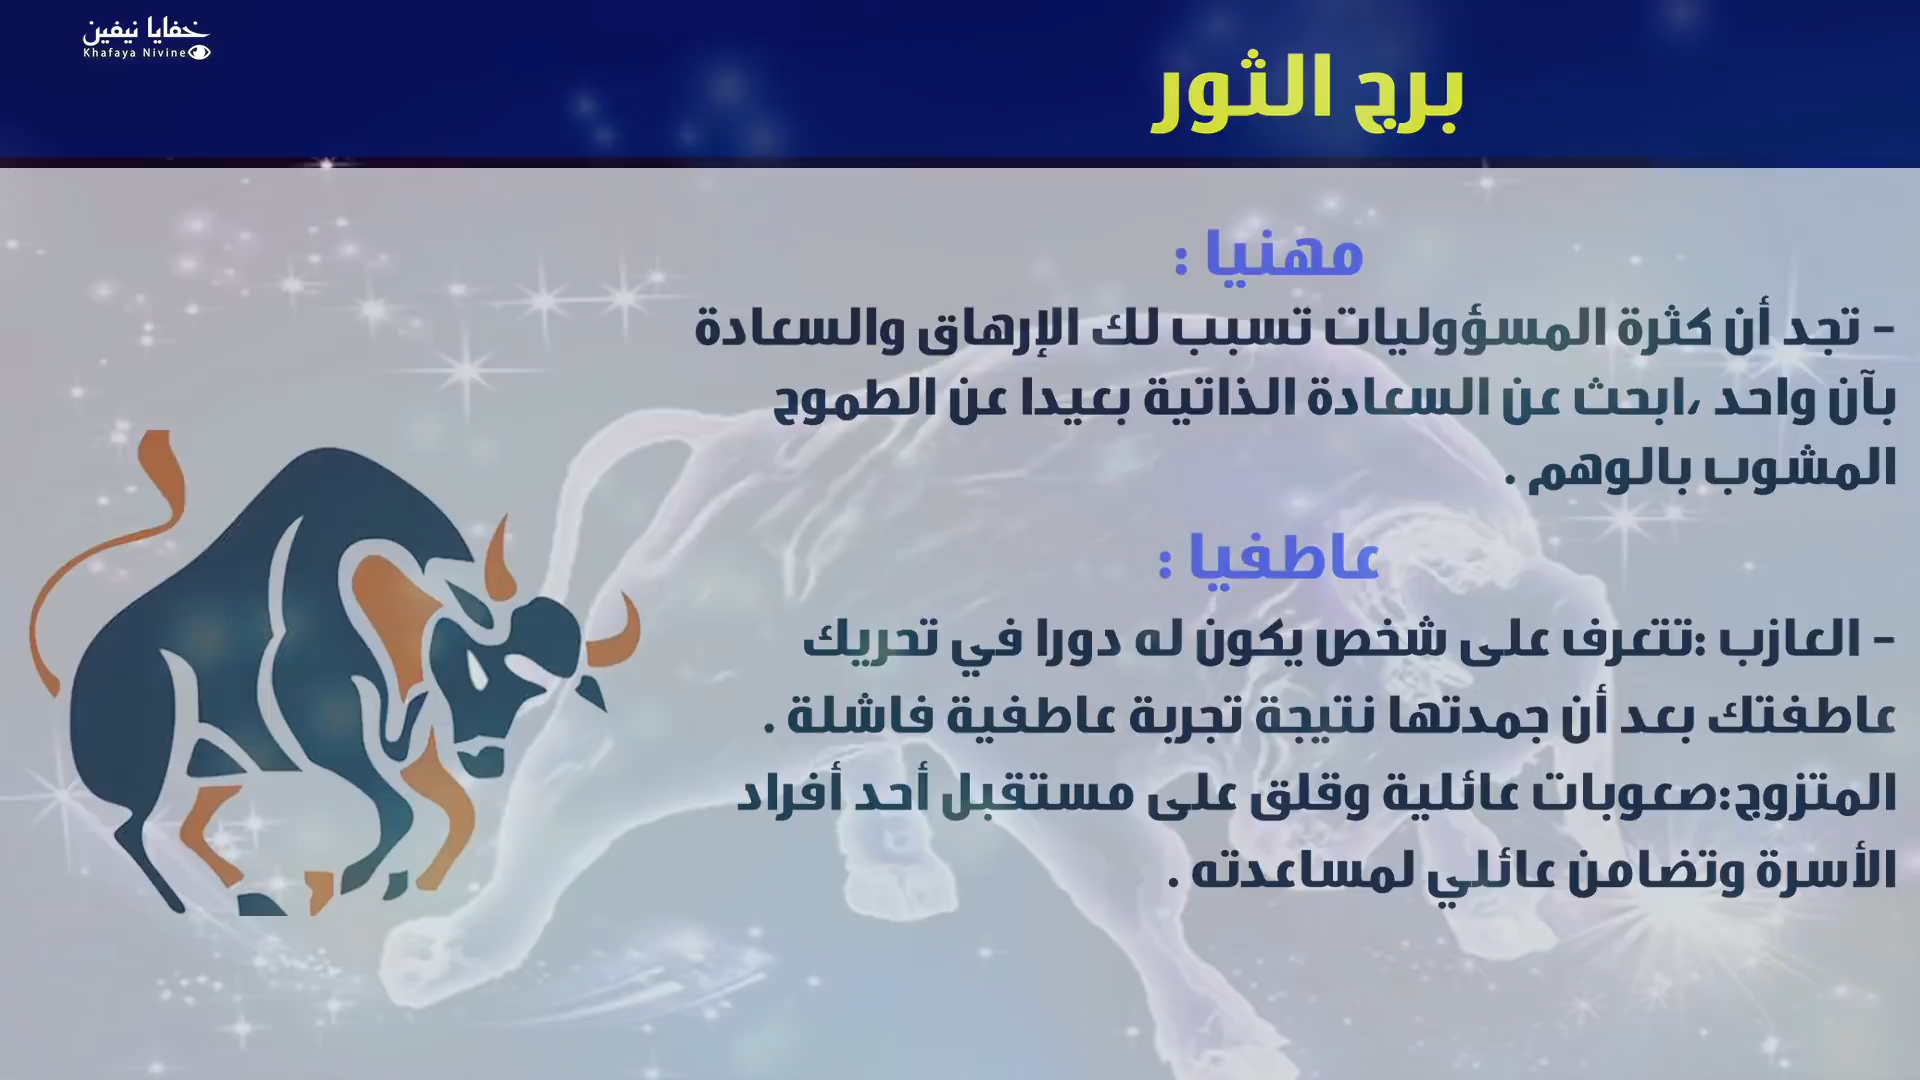 خفايا نيفين
Khafaya Nivine
برج الثور
مهنيا :
- تجد أن كثرة المسؤوليات تسبب لك الإرهاق والسعادة
بآن واحد ،ابحث عن السعادة الذاتية بعيدا عن الطموح
المشوب بالوهم .
عاطفيا :
- العازب :تتعرف على شخص يكون له دورا في تحريك
عاطفتك بعد أن جمدتها نتيجة تجربة عاطفية فاشلة .
المتزوج:صعوبات عائلية وقلق على مستقبل أحد أفراد
الأسرة وتضامن عائلي لمساعدته .